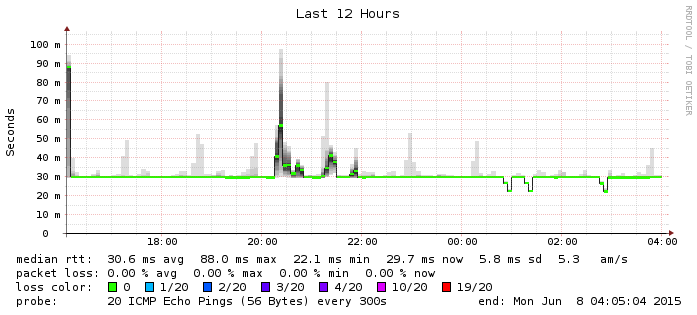 Last 12 Hours
RRDTOOL / TOBI OETIKER
Seconds
100 m
90 m
80 m
70 m
60 m
50 m
40 m
30 m
20 m
10 m
0
18:00 20:00 22:00 00:00 02:00 04:00
median rtt: 30.6 ms avg 88.0 ms max 22.1 ms min 29.7 ms now 5.8 ms sd 5.3 am/s
packet loss: 0.00 % avg 0.00 % max 0.00 % min 0.00 % now
loss color: 0 1/20 2/20 3/20 4/20 10/20 19/20
probe: 20 ICMP Echo Pings (56 Bytes) every 300s end: Mon Jun 8 04:05:04 2015